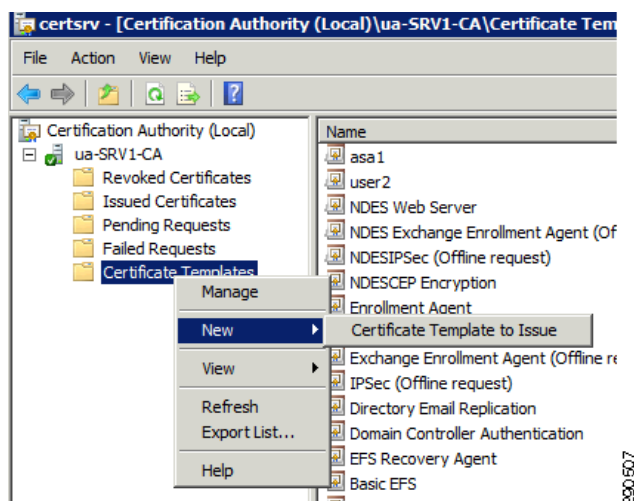 certsrv - [Certification Authority (Local)\ua-SRV1-CA\Certificate Tem
File Action View Help
Certification Authority (Local)
ua-SRV1-CA
Revoked Certificates
Issued Certificates
Pending Requests
Failed Requests
Certificate Templates
Name
asa1
user2
NDES Web Server
NDES Exchange Enrollment Agent (Of
NDESIPSec (Offline request)
NDESCEP Encryption
Enrollment Agent
Exchange Enrollment Agent (Offline re
IPSec (Offline request)
Directory Email Replication
Domain Controller Authentication
EFS Recovery Agent
Basic EFS
Manage
New
View
Refresh
Export List...
Help
Certificate Template to Issue
290507